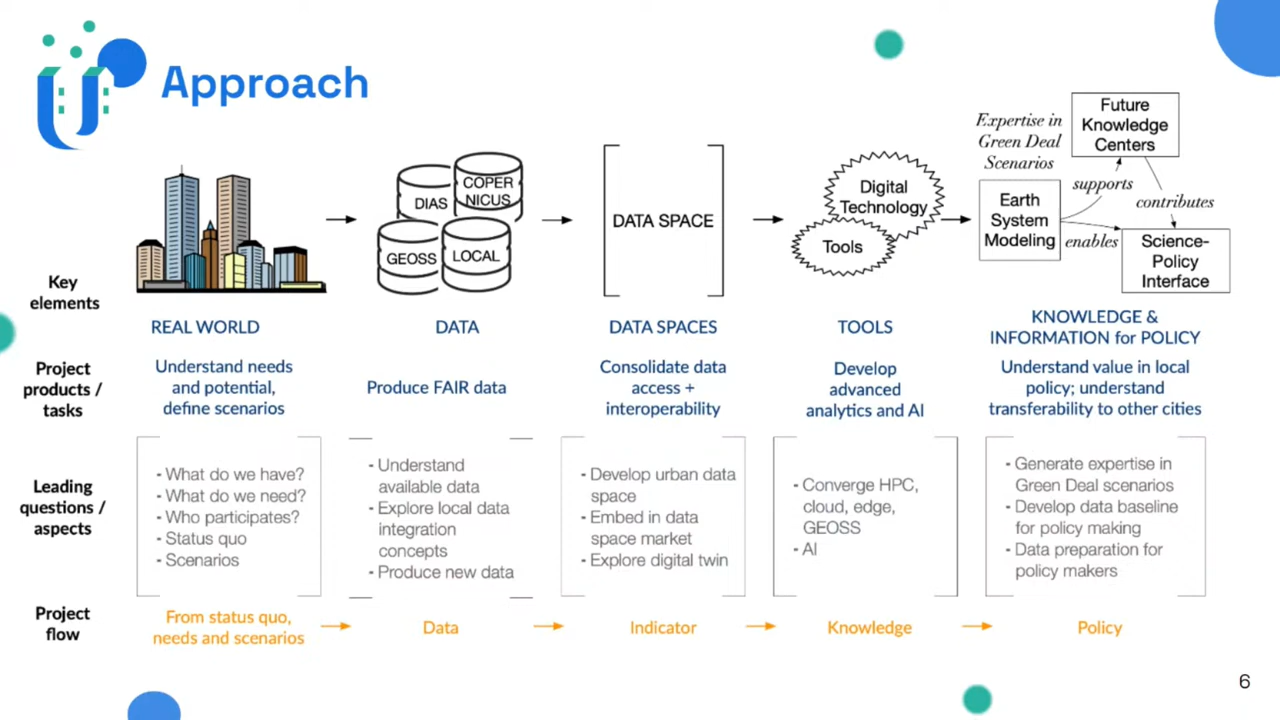 Approach
Key
elements
DIAS
COPER
NICUS
GEOSS
LOCAL
DATA SPACE
Digital
Technology
Tools
Expertise in
Green Deal
Scenarios
Future
Knowledge
Centers
Earth
System
Modeling
supports
enables
contributes
Science-
Policy
Interface
REAL WORLD
DATA
DATA SPACES
TOOLS
KNOWLEDGE &
INFORMATION for POLICY
Project
products /
tasks
Understand needs
and potential,
define scenarios
Produce FAIR data
Consolidate data
access +
interoperability
Develop
advanced
analytics and AI
Understand value in local
policy; understand
transferability to other cities
Leading
questions /
aspects
- What do we have?
- What do we need?
- Who participates?
- Status quo
- Scenarios
- Understand
available data
- Explore local data
integration
concepts
- Produce new data
- Develop urban data
space
- Embed in data
space market
- Explore digital twin
- Converge HPC,
cloud, edge,
GEOSS
- AI
- Generate expertise in
Green Deal scenarios
- Develop data baseline
for policy making
- Data preparation for
policy makers
Project
flow
From status quo,
needs and scenarios
Data
Indicator
Knowledge
Policy
6